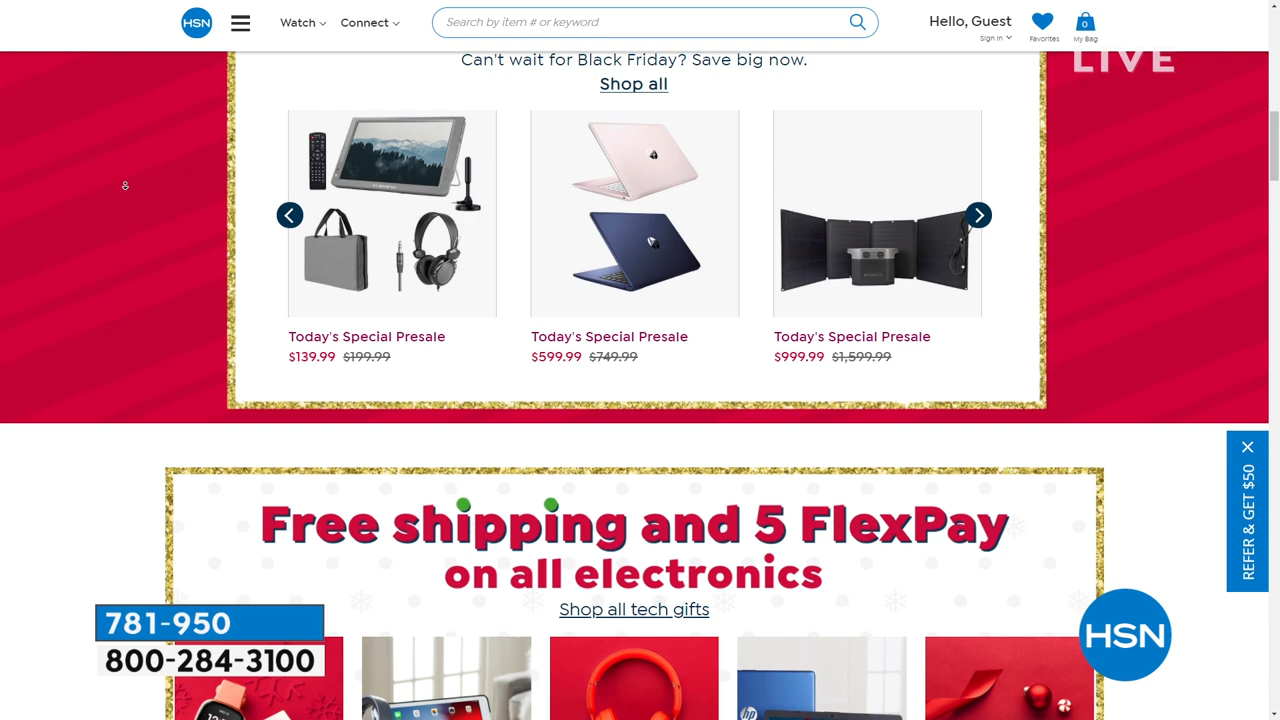 HSN
Watch
Connect
Search by item # or keyword
Hello, Guest
Sign In
Favorites
0
My Bag
LIVE
Can't wait for Black Friday? Save big now.
Shop all
Today's Special Presale
$139.99 $199.99
Today's Special Presale
$599.99 $749.99
Today's Special Presale
$999.99 $1,599.99
REFER & GET $50
Free shipping and 5 FlexPay
on all electronics
Shop all tech gifts
781-950
800-284-3100
HSN